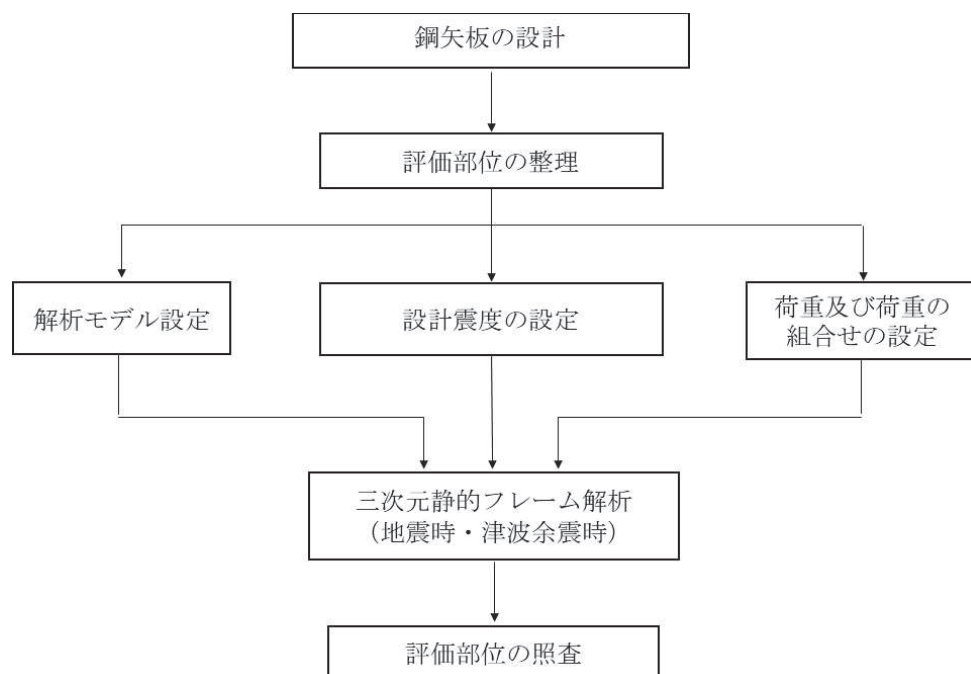 鋼矢板の設計
評価部位の整理
解析モデル設定
設計震度の設定
荷重及び荷重の
組合せの設定
三次元静的フレーム解析
（地震時・津波余震時）
評価部位の照査